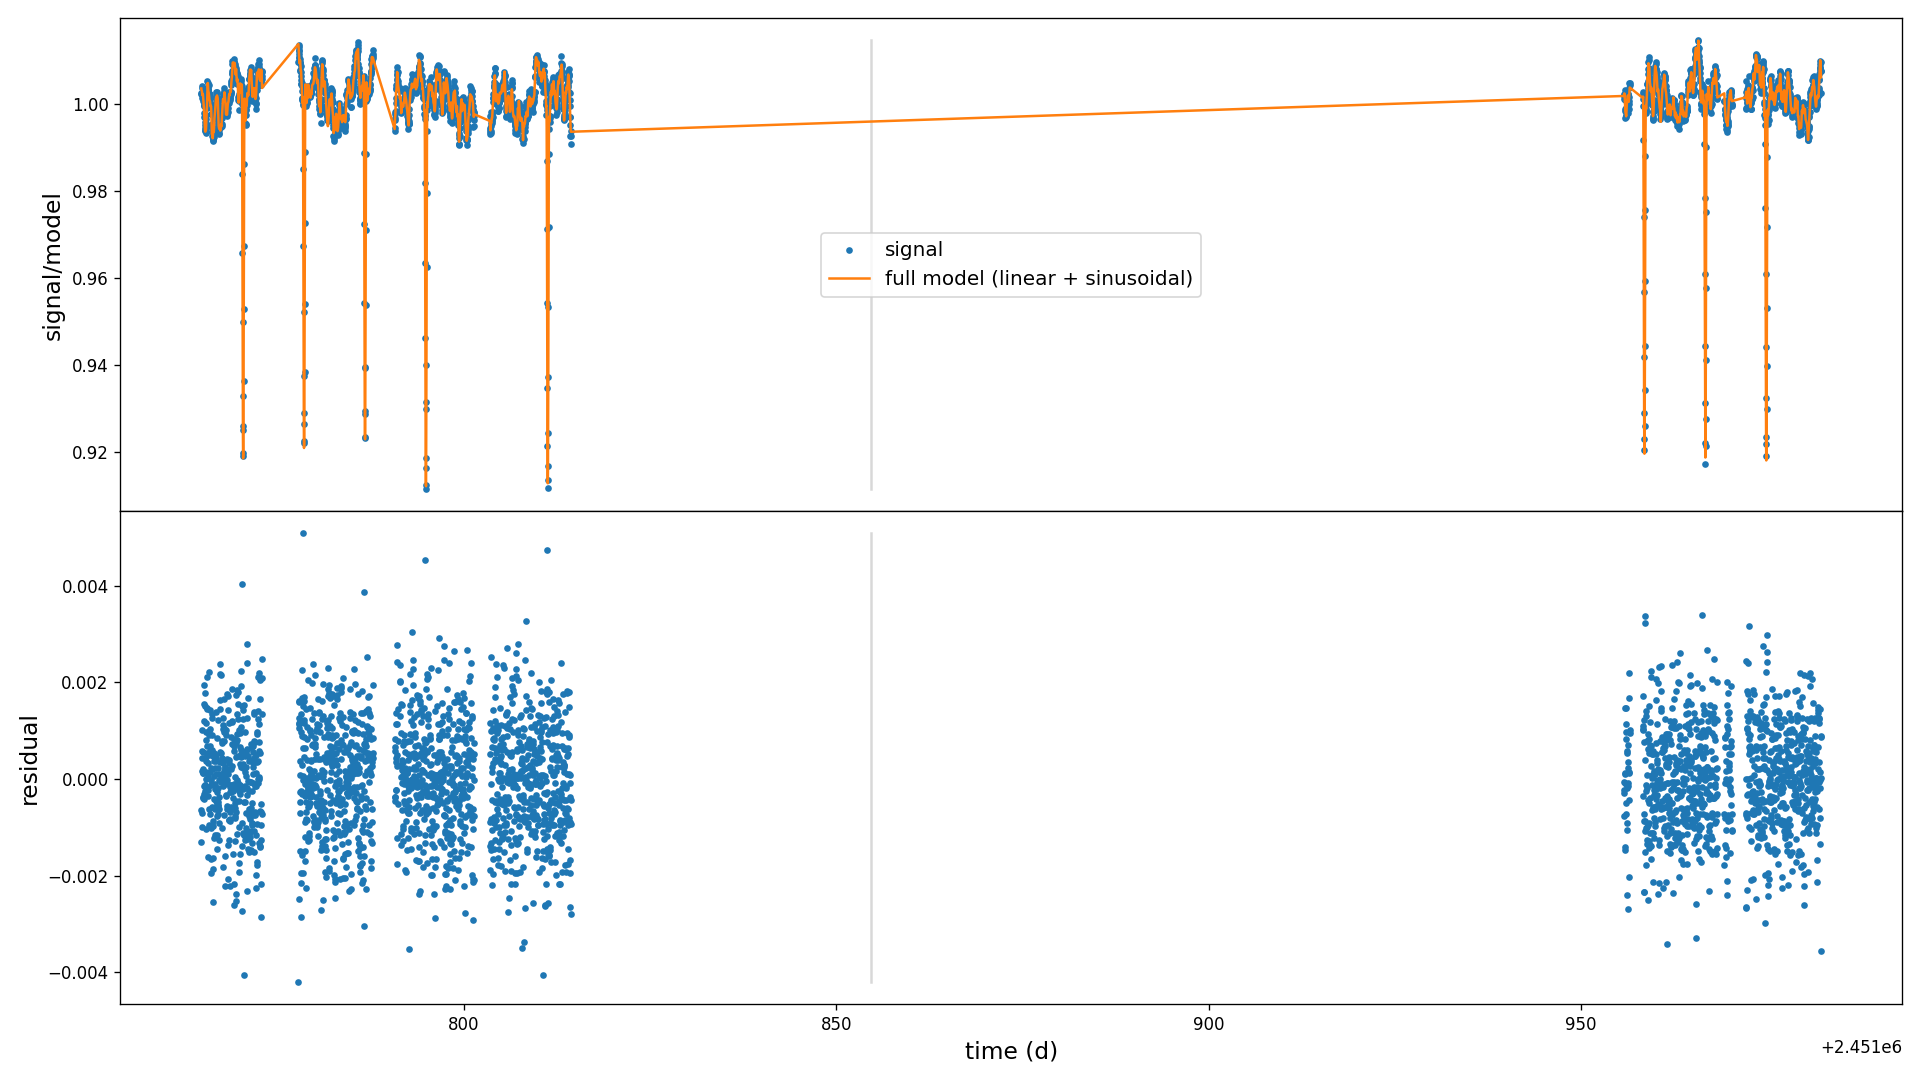 1.00
0.98
0.96
0.94
0.92
signal/model
signal
full model (linear + sinusoidal)
0.004
0.002
0.000
−0.002
−0.004
residual
800
850
900
950
time (d)
+2.451e6